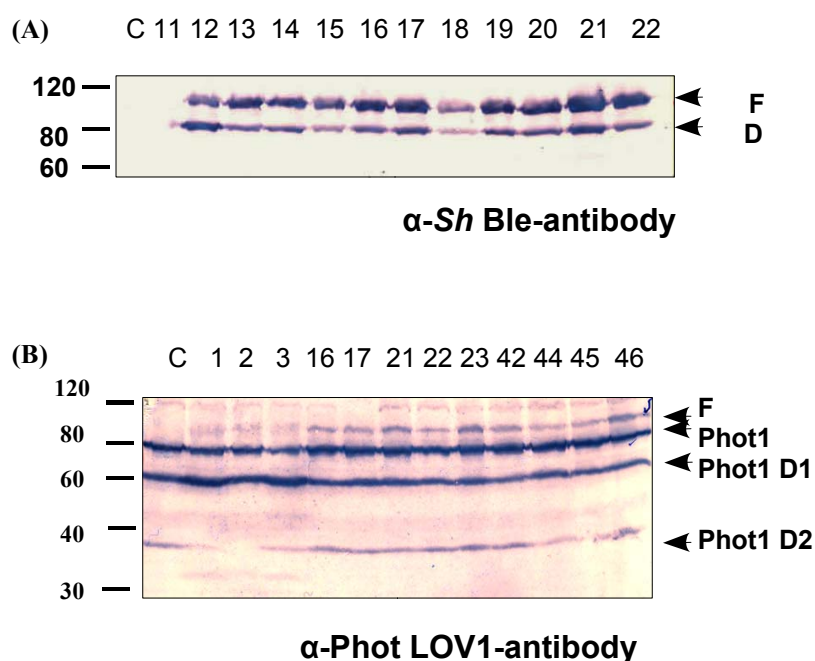 (A)
C 11 12 13 14 15 16 17 18 19 20 21 22
120
80
60
F
D
α-Sh Ble-antibody
(B)
C 1 2 3 16 17 21 22 23 42 44 45 46
120
80
60
40
30
F
Phot1
Phot1 D1
Phot1 D2
α-Phot LOV1-antibody